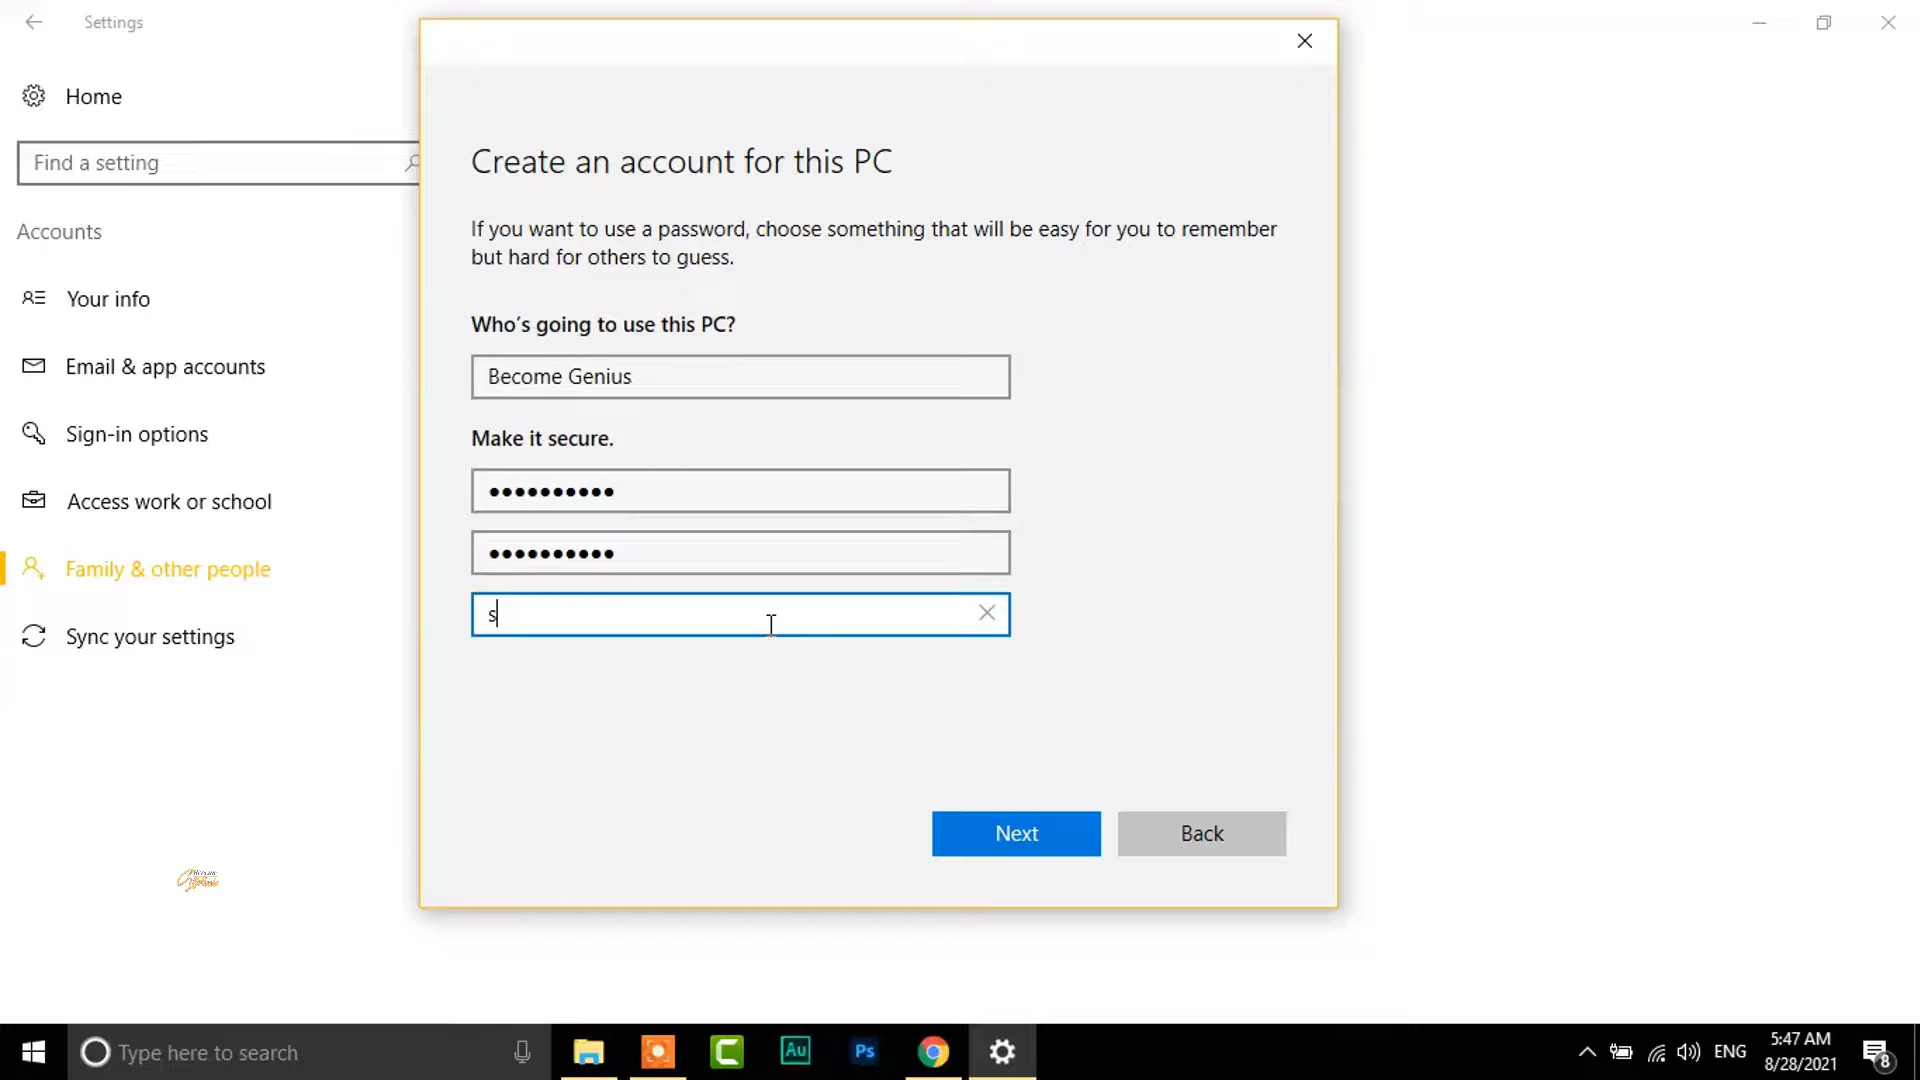 Settings
Home
Find a setting
Accounts
Your info
Email & app accounts
Sign-in options
Access work or school
Family & other people
Sync your settings
Create an account for this PC
If you want to use a password, choose something that will be easy for you to remember
but hard for others to guess.
Who's going to use this PC?
Become Genius
Make it secure.
●●●●●●●●●●
●●●●●●●●●●
s
Next
Back
Type here to search
Au
Ps
ENG
5:47 AM
8/28/2021
8